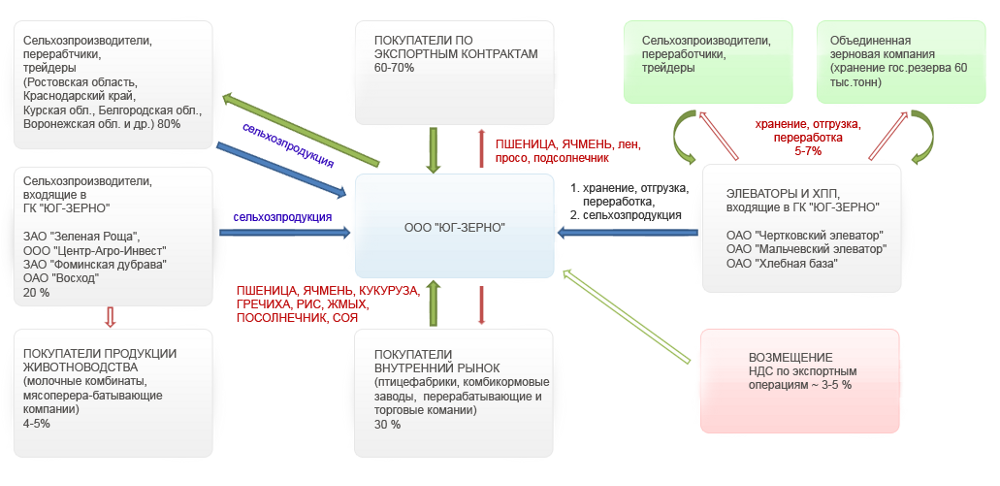 Сельхозпроизводители,
перерабтчики,
трейдеры
(Ростовская область,
Краснодарский край,
Курская обл., Белгородская обл.,
Воронежская обл. и др.) 80%
ПОКУПАТЕЛИ ПО
ЭКСПОРТНЫМ КОНТРАКТАМ
60-70%
Сельхозпроизводители,
переработчики,
трейдеры
Объединенная
зерновая компания
(хранение гос.резерва 60
тыс.тонн)
сельхозпродукция
ПШЕНИЦА, ЯЧМЕНЬ, лен,
просо, подсолнечник
хранение, отгрузка,
переработка
5-7%
Сельхозпроизводители,
входящие в
ГК "ЮГ-ЗЕРНО"
ЗАО "Зеленая Роща",
ООО "Центр-Агро-Инвест"
ЗАО "Фоминская дубрава"
ОАО "Восход"
20 %
сельхозпродукция
ООО "ЮГ-ЗЕРНО"
1. хранение, отгрузка,
переработка,
2. сельхозпродукция
ЭЛЕВАТОРЫ И ХПП,
входящие в ГК "ЮГ-ЗЕРНО"
ОАО "Чертковский элеватор"
ОАО "Мальчевский элеватор"
ОАО "Хлебная база"
ПШЕНИЦА, ЯЧМЕНЬ, КУКУРУЗА,
ГРЕЧИХА, РИС, ЖМЫХ,
ПОСОЛНЕЧНИК, СОЯ
ПОКУПАТЕЛИ ПРОДУКЦИИ
ЖИВОТНОВОДСТВА
(молочные комбинаты,
мясоперера-батывающие
компании)
4-5%
ПОКУПАТЕЛИ
ВНУТРЕННИЙ РЫНОК
(птицефабрики, комбикормовые
заводы, перерабатывающие и
торговые комании)
30 %
ВОЗМЕЩЕНИЕ
НДС по экспортным
операциям ~ 3-5 %